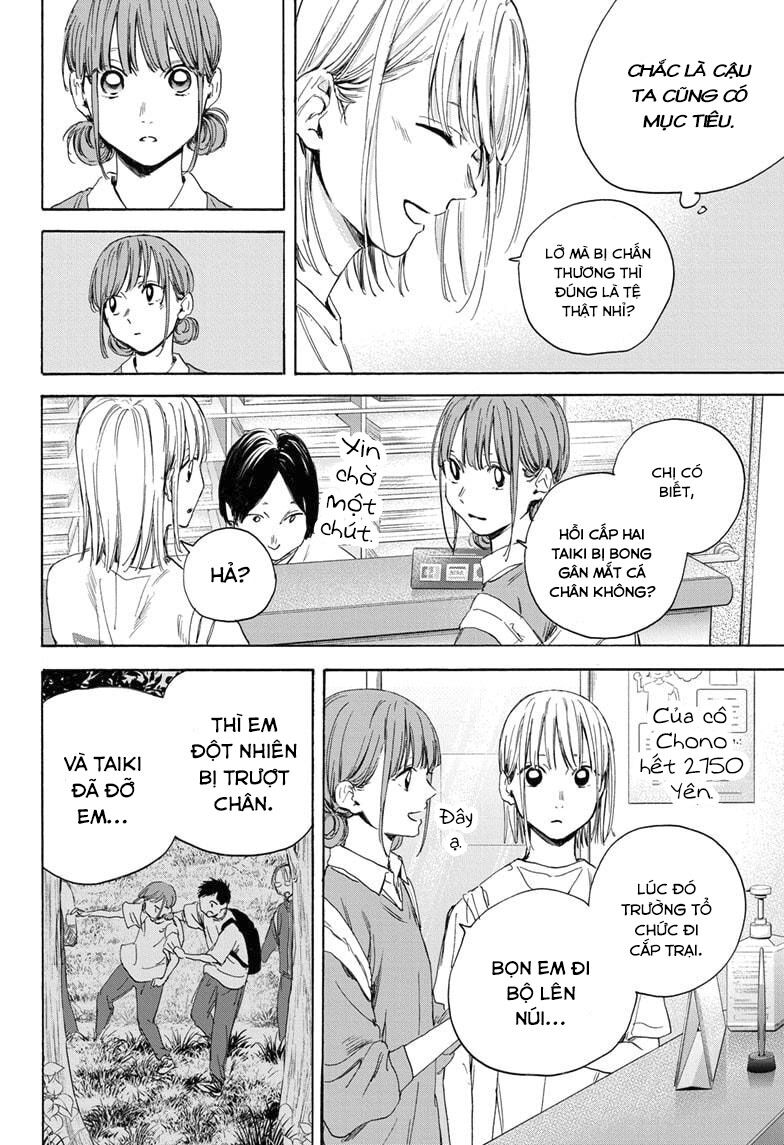 CHẮC LÀ CẬU
TA CŨNG CÓ
MỤC TIÊU.
LỠ MÀ BỊ CHẤN
THƯƠNG THÌ
ĐÚNG LÀ TỆ
THẬT NHỈ?
CHỊ CÓ
BIẾT,
HỒI CẤP HAI
TAIKI BỊ BONG
GÂN MẮT CÁ
CHÂN KHÔNG?
Xin
chờ
một
chút.
HẢ?
Của cô
Chono
hết 2750
Yên.
Đây
ạ.
LÚC ĐÓ
TRƯỜNG TỔ
CHỨC ĐI
CẮP TRẠI.
BỌN EM ĐI
BỘ LÊN
NÚI...
THÌ EM
ĐỘT NHIÊN
BỊ TRƯỢT
CHÂN.
VÀ TAIKI
ĐÃ ĐỠ
EM...